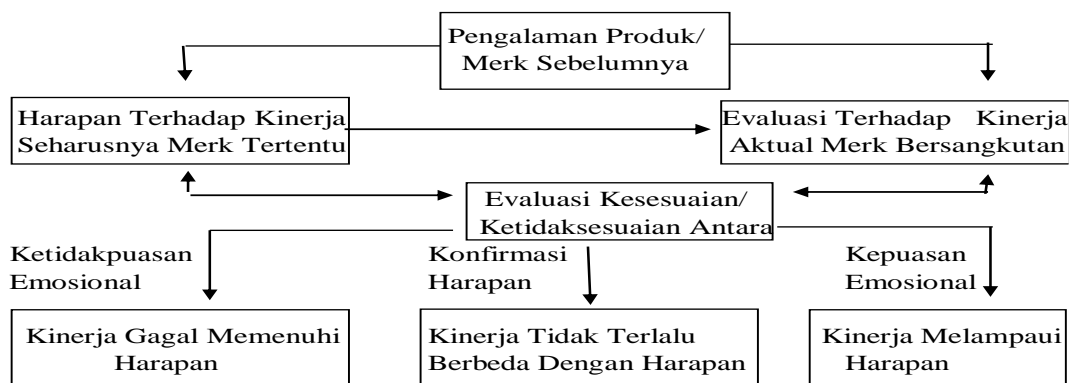 Pengalaman Produk/
Merk Sebelumnya
Harapan Terhadap Kinerja
Seharusnya Merk Tertentu
Evaluasi Terhadap Kinerja
Aktual Merk Bersangkutan
Evaluasi Kesesuaian/
Ketidaksesuaian Antara
Ketidakpuasan
Emosional
Konfirmasi
Harapan
Kepuasan
Emosional
Kinerja Gagal Memenuhi
Harapan
Kinerja Tidak Terlalu
Berbeda Dengan Harapan
Kinerja Melampaui
Harapan